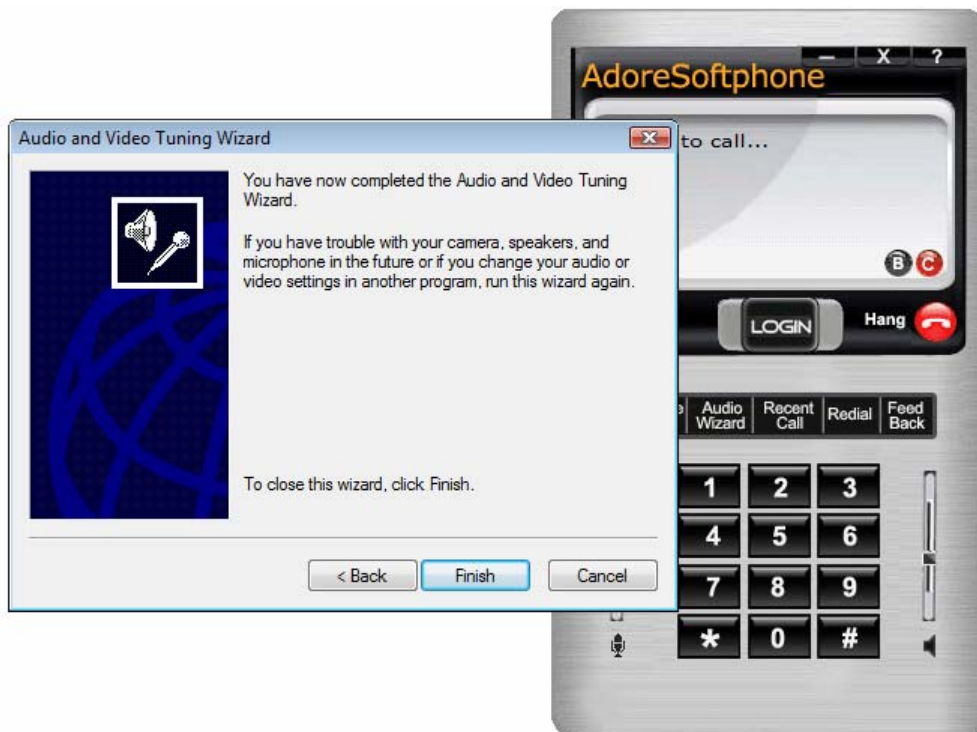 — X ?
AdoreSoftphone
Audio and Video Tuning Wizard
to call...
You have now completed the Audio and Video Tuning
Wizard.
If you have trouble with your camera, speakers, and
microphone in the future or if you change your audio or
video settings in another program, run this wizard again.
B C
LOGIN
Hang
Audio
Wizard
Recent
Call
Redial
Feed
Back
To close this wizard, click Finish.
1 2 3
4 5 6
< Back Finish Cancel
7 8 9
* 0 #